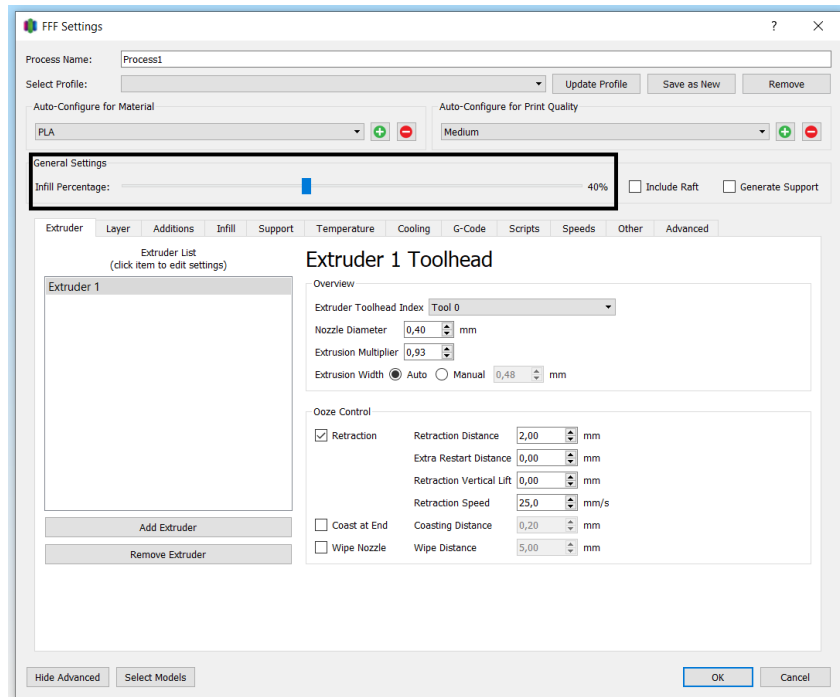 FFF Settings ?
Process Name: Process1
Select Profile: Update Profile Save as New Remove
Auto-Configure for Material Auto-Configure for Print Quality
PLA Medium
General Settings
Infill Percentage: 40% Include Raft Generate Support
Extruder Layer Additions Infill Support Temperature Cooling G-Code Scripts Speeds Other Advanced
Extruder List
(click item to edit settings)
Extruder 1
Add Extruder
Remove Extruder
Extruder 1 Toolhead
Overview
Extruder Toolhead Index Tool 0
Nozzle Diameter 0,40 mm
Extrusion Multiplier 0,93
Extrusion Width Auto Manual 0,48 mm
Ooze Control
Retraction Retraction Distance 2,00 mm
Extra Restart Distance 0,00 mm
Retraction Vertical Lift 0,00 mm
Retraction Speed 25,0 mm/s
Coast at End Coasting Distance 0,20 mm
Wipe Nozzle Wipe Distance 5,00 mm
Hide Advanced Select Models OK Cancel